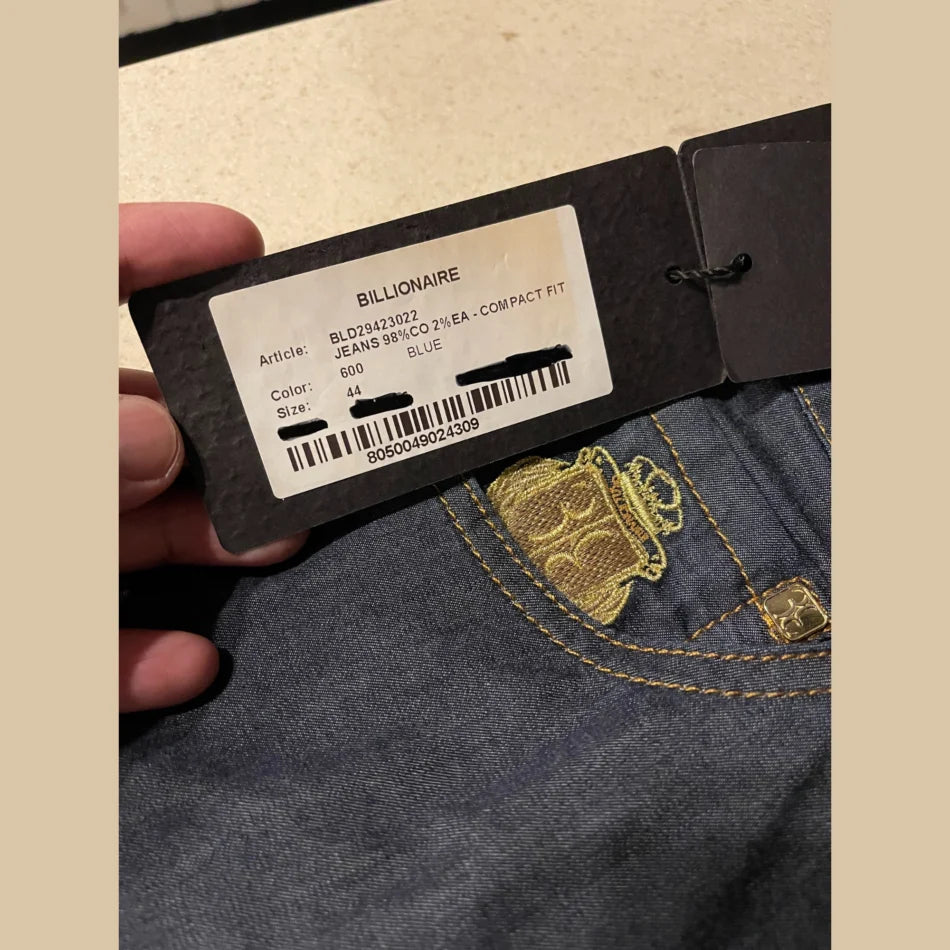 BILLIONAIRE
Article: BLD29423022
JEANS 98%CO 2%EA - COMPACT FIT
Color: 600 BLUE
Size: 44
8050049024309